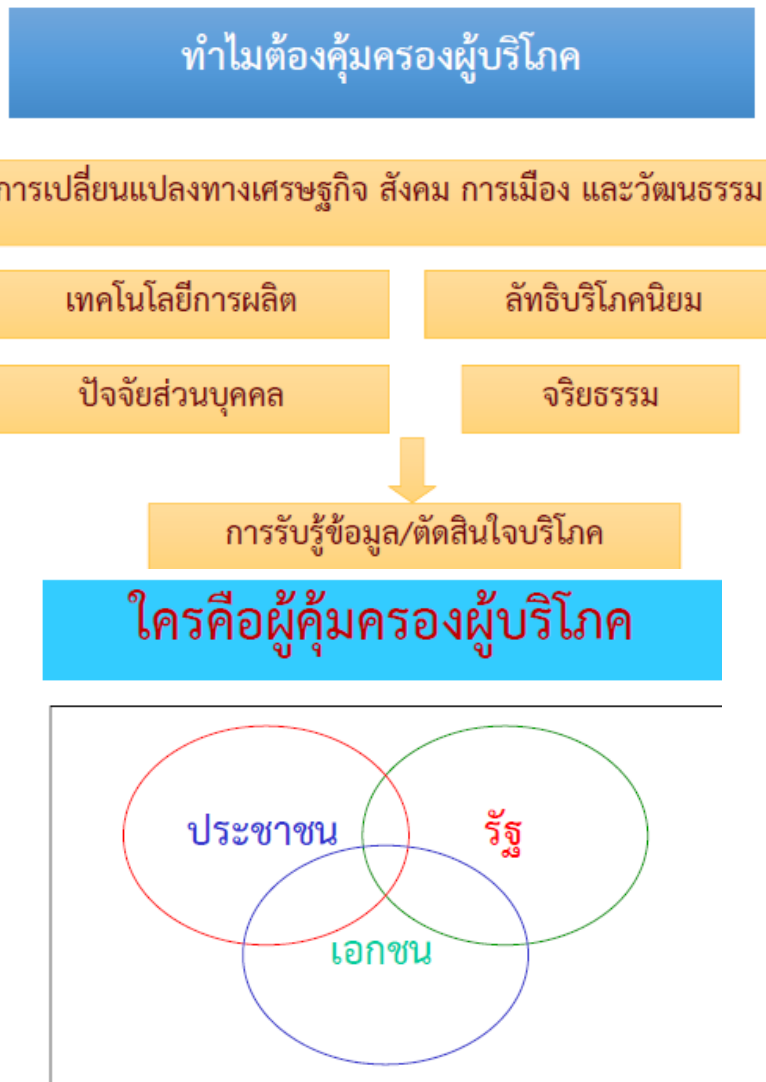 ทำไมต้องคุ้มครองผู้บริโภค
การเปลี่ยนแปลงทางเศรษฐกิจ สังคม การเมือง และวัฒนธรรม
เทคโนโลยีการผลิต
ลัทธิบริโภคนิยม
ปัจจัยส่วนบุคคล
จริยธรรม
การรับรู้ข้อมูล/ตัดสินใจบริโภค
ใครคือผู้คุ้มครองผู้บริโภค
ประชาชน
รัฐ
เอกชน